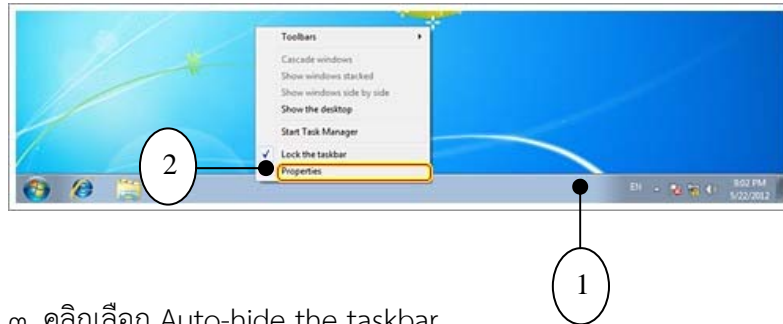 Toolbars
Cascade windows
Show windows stacked
Show windows side by side
Show the desktop
Start Task Manager
Lock the taskbar
Properties
2
EN
8:02 PM
5/22/2012
1
๓. คลิกเลือก Auto-hide the taskbar